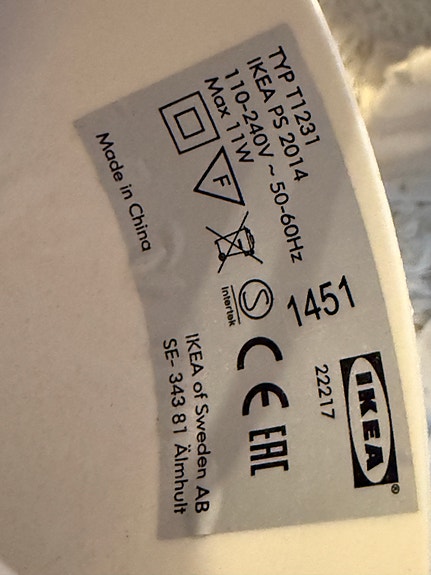 TYP T1231
IKEA PS 2014
110-240V ~ 50-60Hz
Max 11W
F
Made in China
S
Intertek
1451
CE
EAC
22217
IKEA®
IKEA of Sweden AB
SE- 343 81 Älmhult